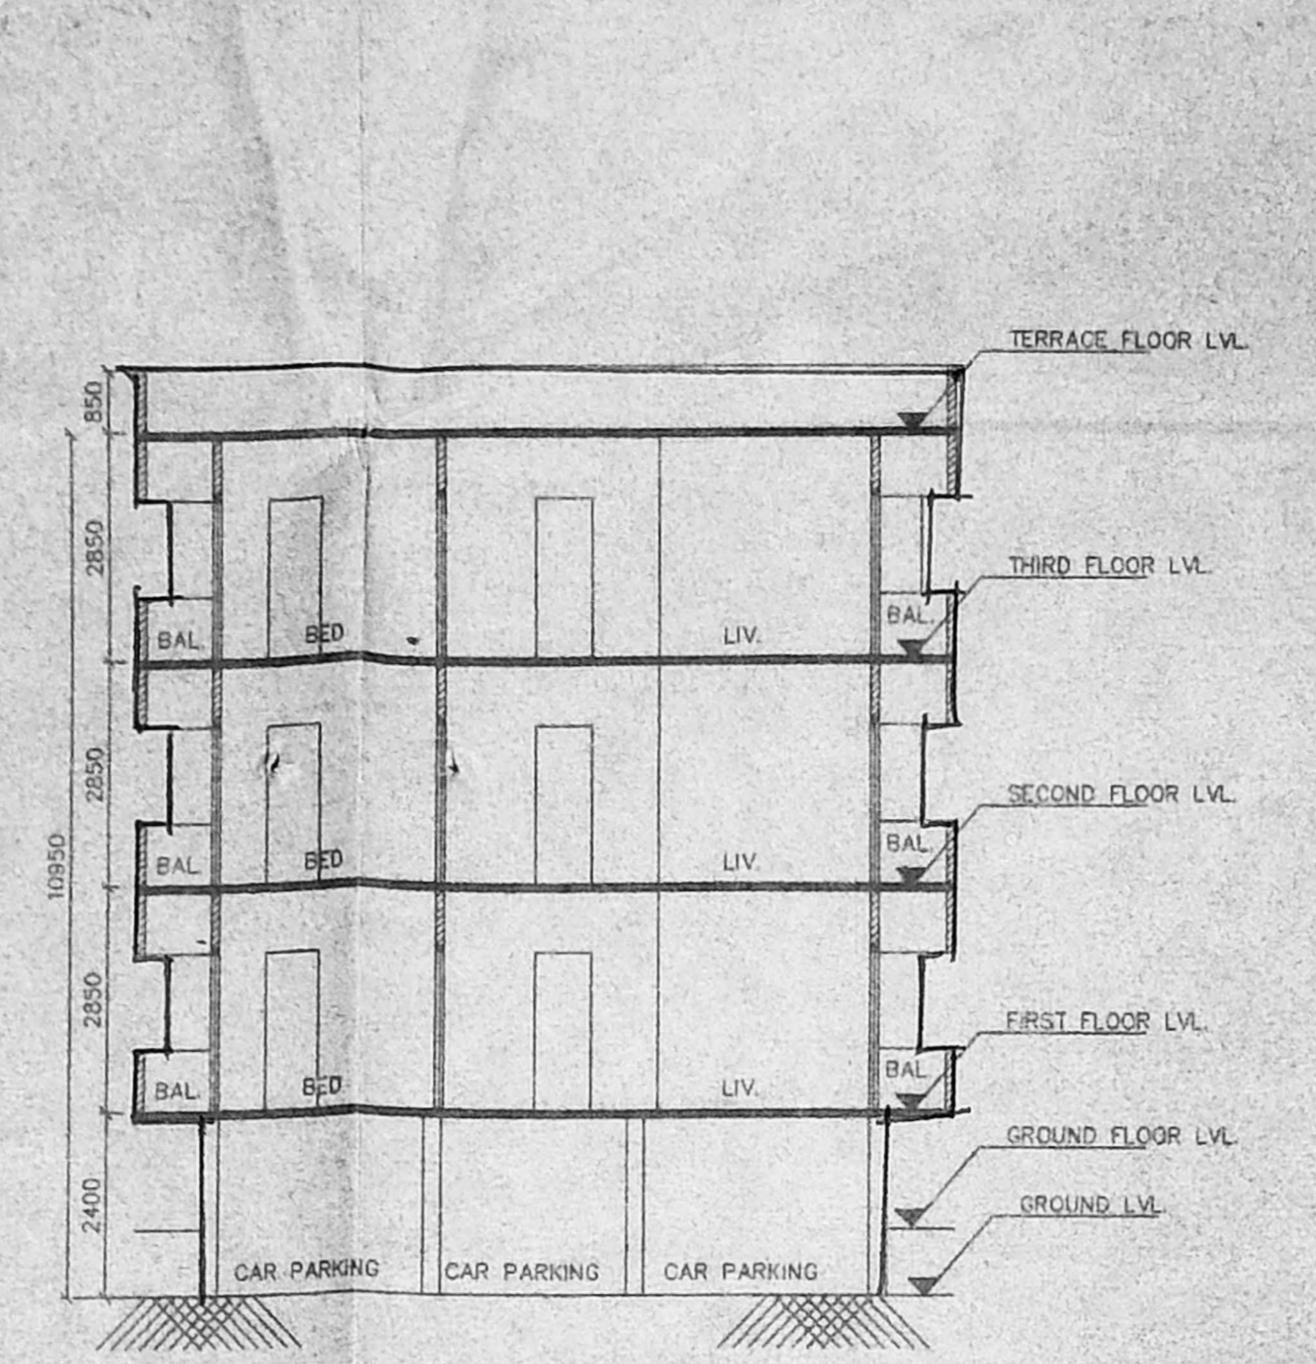 TERRACE FLOOR LVL.
850
2850
THIRD FLOOR LVL.
BAL.
BED
LIV.
BAL.
2850
SECOND FLOOR LVL.
BAL.
BED
LIV.
BAL.
10950
2850
FIRST FLOOR LVL.
BAL.
BED
LIV.
BAL.
GROUND FLOOR LVL.
2400
GROUND LVL.
CAR PARKING
CAR PARKING
CAR PARKING